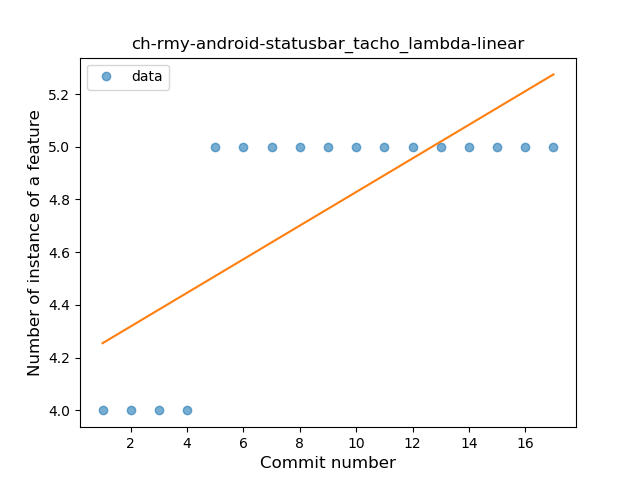 ch-rmy-android-statusbar_tacho_lambda-linear
data
Number of instance of a feature
5.2
5.0
4.8
4.6
4.4
4.2
4.0
2 4 6 8 10 12 14 16
Commit number